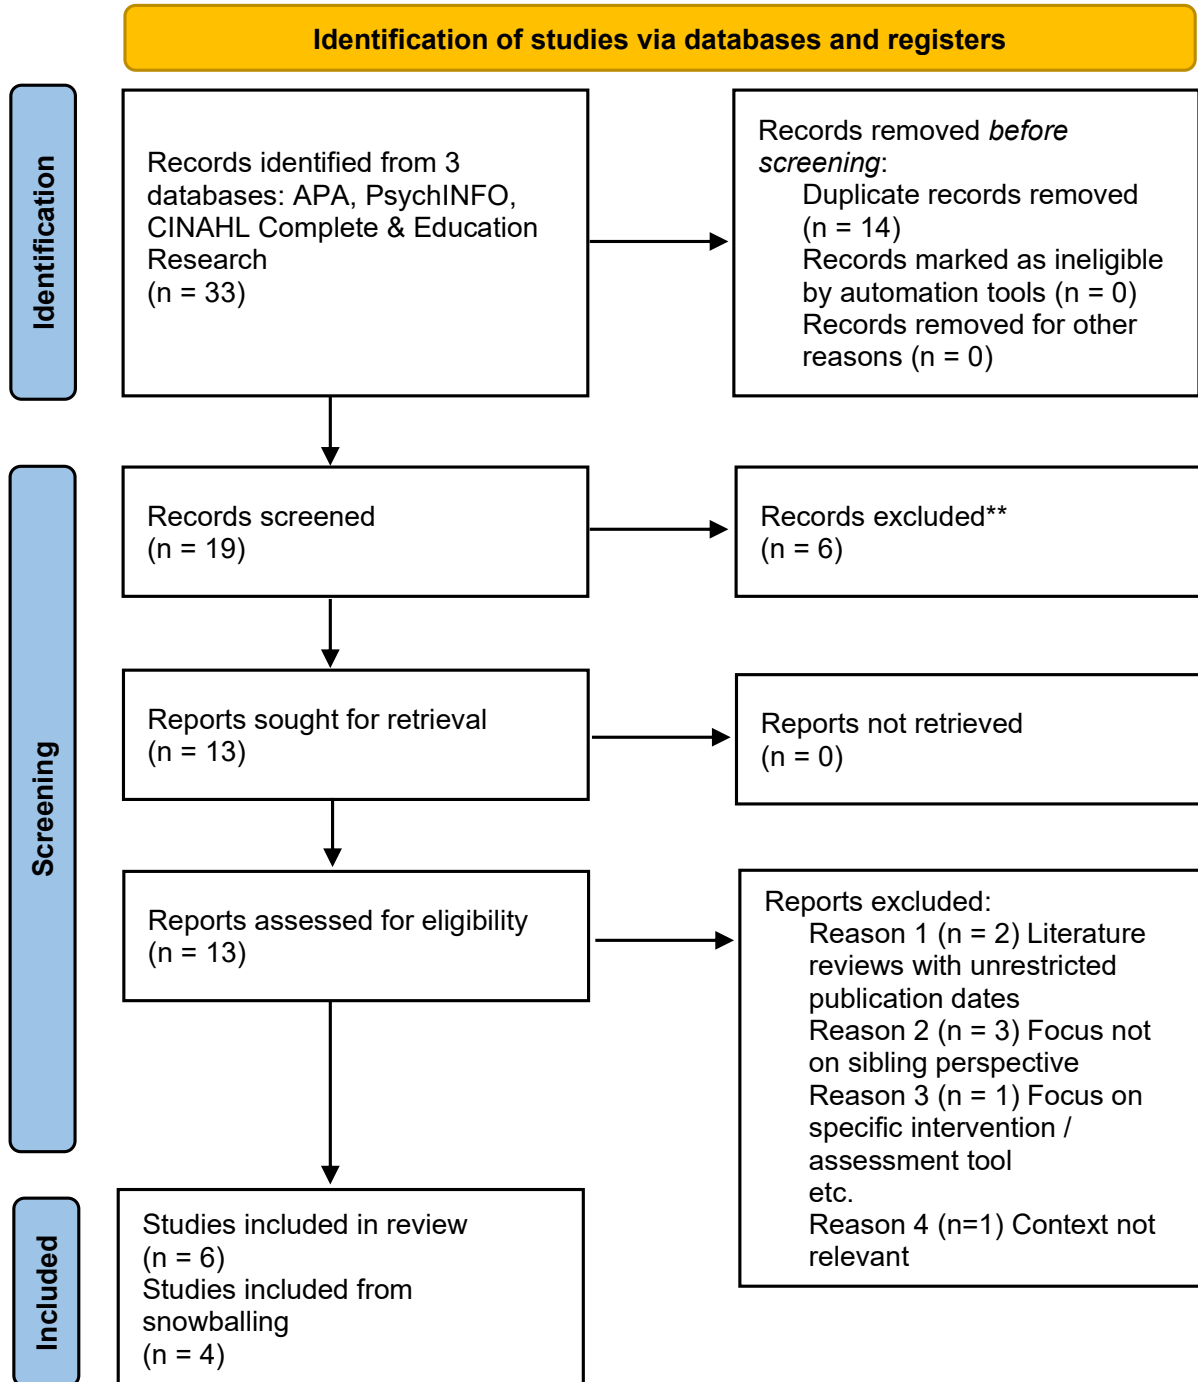 Identification of studies via databases and registers
Identification
Records identified from 3
databases: APA, PsychINFO,
CINAHL Complete & Education
Research
(n = 33)
Records removed before
screening:
Duplicate records removed
(n = 14)
Records marked as ineligible
by automation tools (n = 0)
Records removed for other
reasons (n = 0)
Screening
Records screened
(n = 19)
Records excluded**
(n = 6)
Reports sought for retrieval
(n = 13)
Reports not retrieved
(n = 0)
Reports assessed for eligibility
(n = 13)
Reports excluded:
Reason 1 (n = 2) Literature
reviews with unrestricted
publication dates
Reason 2 (n = 3) Focus not
on sibling perspective
Reason 3 (n = 1) Focus on
specific intervention /
assessment tool
etc.
Reason 4 (n=1) Context not
relevant
Included
Studies included in review
(n = 6)
Studies included from
snowballing
(n = 4)